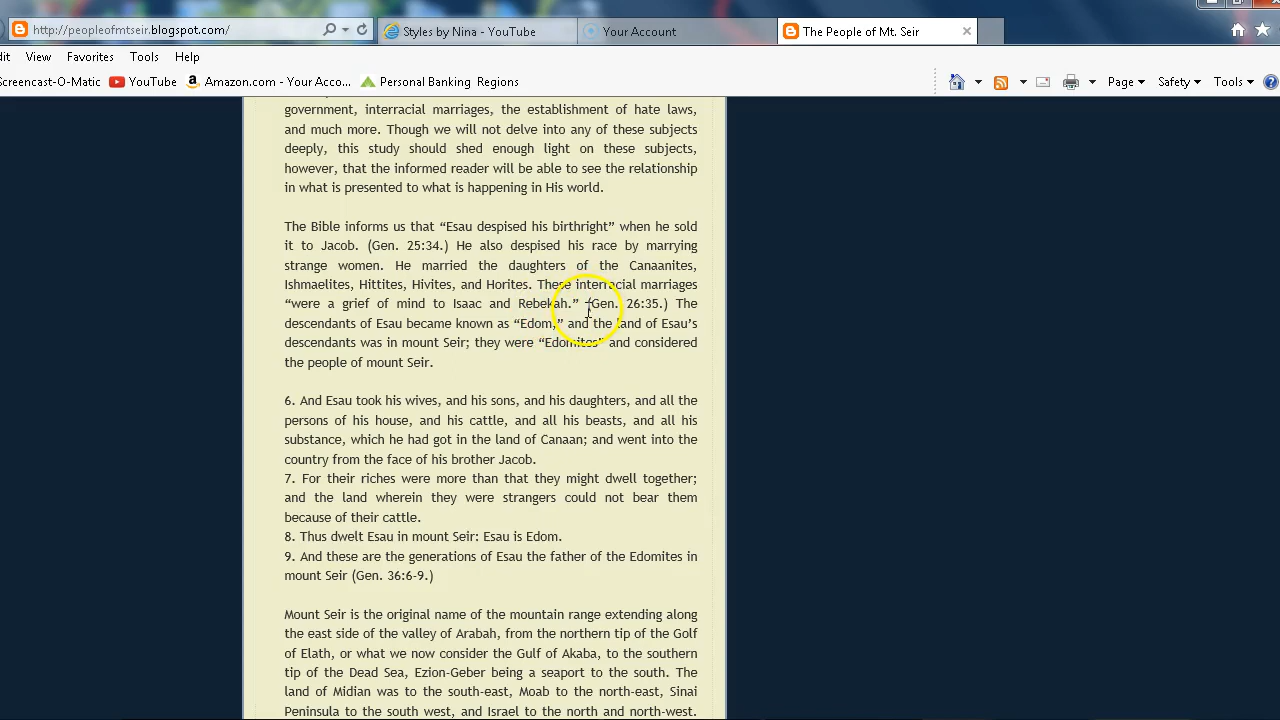 http://peopleofmtseir.blogspot.com/
Styles by Nina - YouTube
Your Account
The People of Mt. Seir
dit View Favorites Tools Help
Screencast-O-Matic YouTube Amazon.com - Your Acco... Personal Banking Regions
Page Safety Tools
government, interracial marriages, the establishment of hate laws,
and much more. Though we will not delve into any of these subjects
deeply, this study should shed enough light on these subjects,
however, that the informed reader will be able to see the relationship
in what is presented to what is happening in His world.
The Bible informs us that “Esau despised his birthright” when he sold
it to Jacob. (Gen. 25:34.) He also despised his race by marrying
strange women. He married the daughters of the Canaanites,
Ishmaelites, Hittites, Hivites, and Horites. These interracial marriages
“were a grief of mind to Isaac and Rebekah.” (Gen. 26:35.) The
descendants of Esau became known as “Edom,” and the land of Esau’s
descendants was in mount Seir; they were “Edomites” and considered
the people of mount Seir.
6. And Esau took his wives, and his sons, and his daughters, and all the
persons of his house, and his cattle, and all his beasts, and all his
substance, which he had got in the land of Canaan; and went into the
country from the face of his brother Jacob.
7. For their riches were more than that they might dwell together;
and the land wherein they were strangers could not bear them
because of their cattle.
8. Thus dwelt Esau in mount Seir: Esau is Edom.
9. And these are the generations of Esau the father of the Edomites in
mount Seir (Gen. 36:6-9.)
Mount Seir is the original name of the mountain range extending along
the east side of the valley of Arabah, from the northern tip of the Golf
of Elath, or what we now consider the Gulf of Akaba, to the southern
tip of the Dead Sea, Ezion-Geber being a seaport to the south. The
land of Midian was to the south-east, Moab to the north-east, Sinai
Peninsula to the south west, and Israel to the north and north-west.